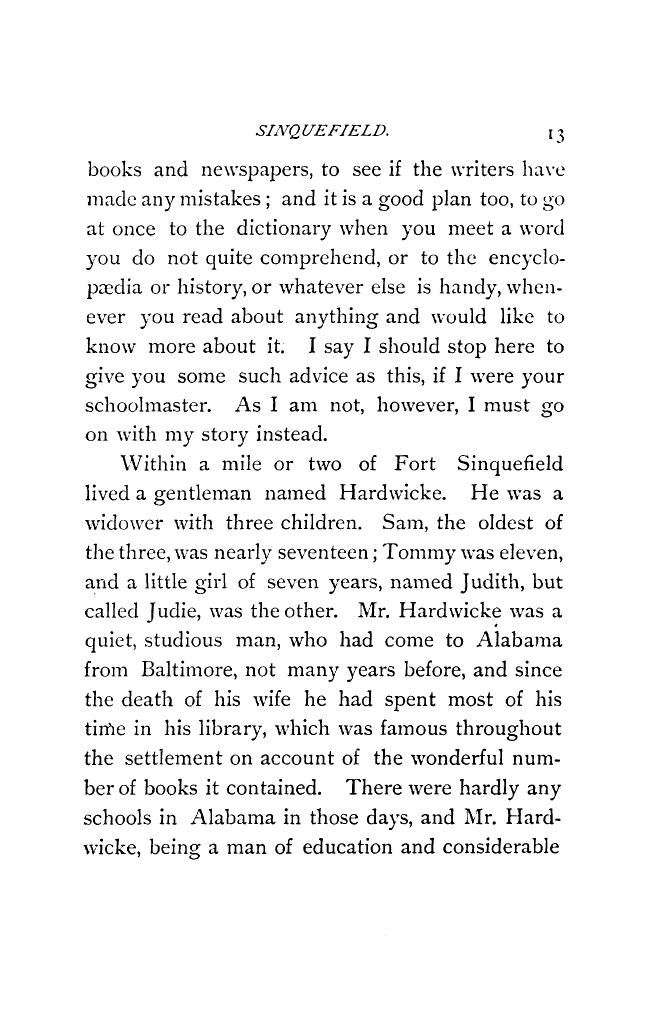 SINQUEFIELD. 13
books and newspapers, to see if the writers have
made any mistakes; and it is a good plan too, to go
at once to the dictionary when you meet a word
you do not quite comprehend, or to the encyclo-
pædia or history, or whatever else is handy, when-
ever you read about anything and would like to
know more about it. I say I should stop here to
give you some such advice as this, if I were your
schoolmaster. As I am not, however, I must go
on with my story instead.
Within a mile or two of Fort Sinquefield
lived a gentleman named Hardwicke. He was a
widower with three children. Sam, the oldest of
the three, was nearly seventeen; Tommy was eleven,
and a little girl of seven years, named Judith, but
called Judie, was the other. Mr. Hardwicke was a
quiet, studious man, who had come to Alabama
from Baltimore, not many years before, and since
the death of his wife he had spent most of his
time in his library, which was famous throughout
the settlement on account of the wonderful num-
ber of books it contained. There were hardly any
schools in Alabama in those days, and Mr. Hard-
wicke, being a man of education and considerable